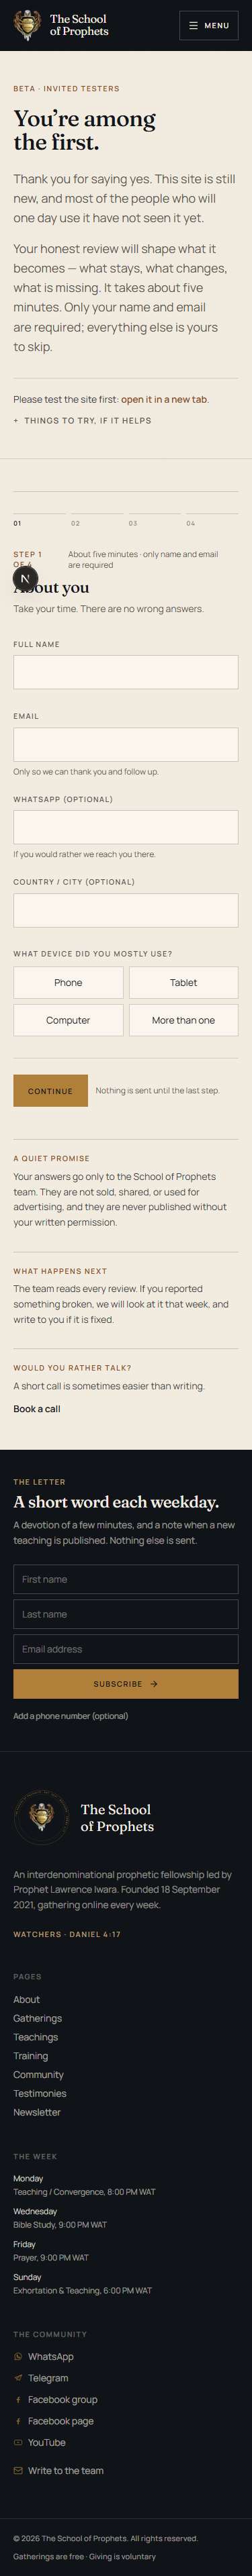 The School
of Prophets
MENU
BETA · INVITED TESTERS
You’re among
the first.
Thank you for saying yes. This site is still
new, and most of the people who will
one day use it have not seen it yet.
Your honest review will shape what it
becomes — what stays, what changes,
what is missing. It takes about five
minutes. Only your name and email
are required; everything else is yours
to skip.
Please test the site first: open it in a new tab.
+ THINGS TO TRY, IF IT HELPS
01
02
03
04
STEP 1
OF 4
About five minutes · only name and email
are required
N
About you
Take your time. There are no wrong answers.
FULL NAME
EMAIL
Only so we can thank you and follow up.
WHATSAPP (OPTIONAL)
If you would rather we reach you there.
COUNTRY / CITY (OPTIONAL)
WHAT DEVICE DID YOU MOSTLY USE?
Phone
Tablet
Computer
More than one
CONTINUE
Nothing is sent until the last step.
A QUIET PROMISE
Your answers go only to the School of Prophets
team. They are not sold, shared, or used for
advertising, and they are never published without
your written permission.
WHAT HAPPENS NEXT
The team reads every review. If you reported
something broken, we will look at it that week, and
write to you if it is fixed.
WOULD YOU RATHER TALK?
A short call is sometimes easier than writing.
Book a call
THE LETTER
A short word each weekday.
A devotion of a few minutes, and a note when a new
teaching is published. Nothing else is sent.
First name
Last name
Email address
SUBSCRIBE →
Add a phone number (optional)
The School
of Prophets
An interdenominational prophetic fellowship led by
Prophet Lawrence Iwara. Founded 18 September
2021, gathering online every week.
WATCHERS · DANIEL 4:17
PAGES
About
Gatherings
Teachings
Training
Community
Testimonies
Newsletter
THE WEEK
Monday
Teaching / Convergence, 8:00 PM WAT
Wednesday
Bible Study, 9:00 PM WAT
Friday
Prayer, 9:00 PM WAT
Sunday
Exhortation & Teaching, 6:00 PM WAT
THE COMMUNITY
WhatsApp
Telegram
Facebook group
Facebook page
YouTube
Write to the team
© 2026 The School of Prophets. All rights reserved.
Gatherings are free · Giving is voluntary